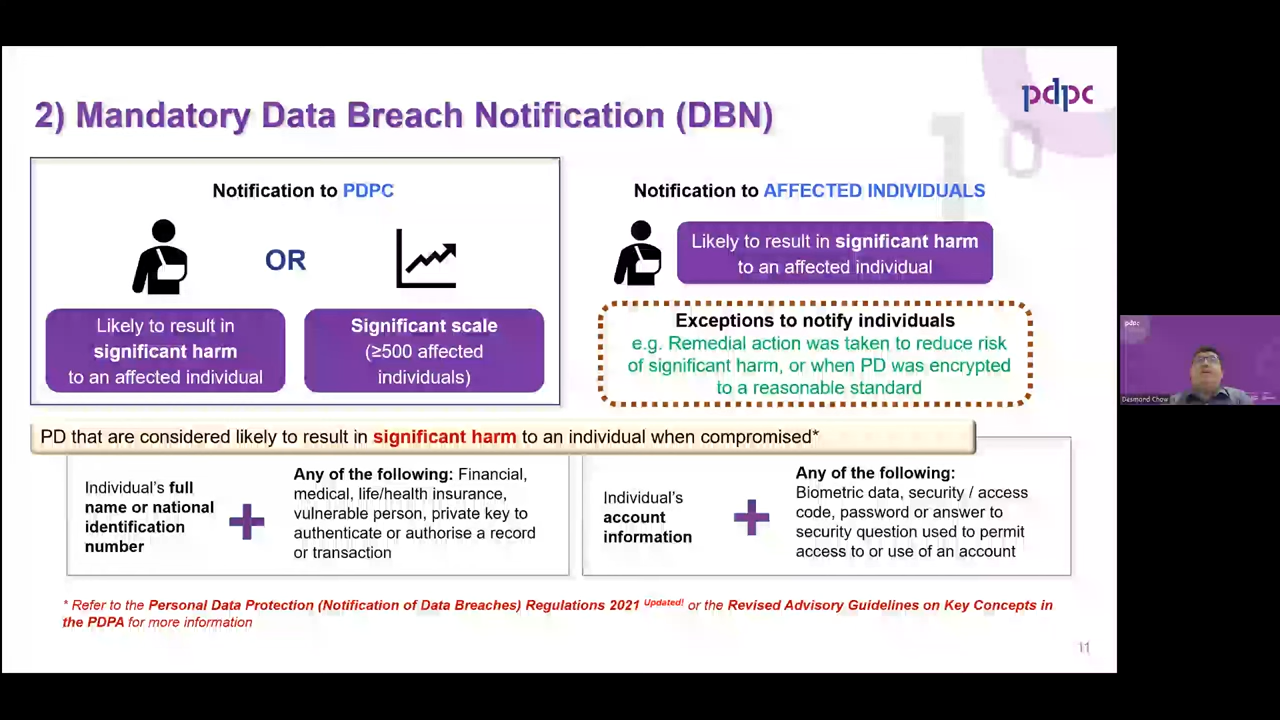 2) Mandatory Data Breach Notification (DBN)
pdpc
Notification to PDPC
OR
Likely to result in
significant harm
to an affected individual
Significant scale
(≥500 affected
individuals)
Notification to AFFECTED INDIVIDUALS
Likely to result in significant harm
to an affected individual
Exceptions to notify individuals
e.g. Remedial action was taken to reduce risk
of significant harm, or when PD was encrypted
to a reasonable standard
PD that are considered likely to result in significant harm to an individual when compromised*
Individual's full
name or national
identification
number
Any of the following: Financial,
medical, life/health insurance,
vulnerable person, private key to
authenticate or authorise a record
or transaction
Individual's
account
information
Any of the following:
Biometric data, security / access
code, password or answer to
security question used to permit
access to or use of an account
* Refer to the Personal Data Protection (Notification of Data Breaches) Regulations 2021 Updated! or the Revised Advisory Guidelines on Key Concepts in
the PDPA for more information
11
pdpc
Desmond Chow